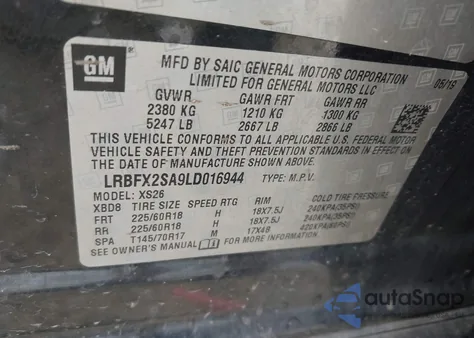 GM
MFD BY SAIC GENERAL MOTORS CORPORATION
LIMITED FOR GENERAL MOTORS LLC
05/19
GVWR GAWR FRT GAWR RR
2380 KG 1210 KG 1300 KG
5247 LB 2667 LB 2866 LB
THIS VEHICLE CONFORMS TO ALL APPLICABLE U.S. FEDERAL MOTOR
VEHICLE SAFETY, BUMPER, AND THEFT PREVENTION STANDARDS IN EFFECT
ON THE DATE OF MANUFACTURE SHOWN ABOVE.
LRBFX2SA9LD016944 TYPE: M.P.V.
MODEL: XS26
XBD8 TIRE SIZE SPEED RTG RIM COLD TIRE PRESSURE
FRT 225/60R18 H 18X7.5J 240KPA(35PSI)
RR 225/60R18 H 18X7.5J 240KPA(35PSI)
SPA T145/70R17 M 17X4B 420KPA(60PSI)
SEE OWNER'S MANUAL FOR MORE INFORMATION.
autoSnap